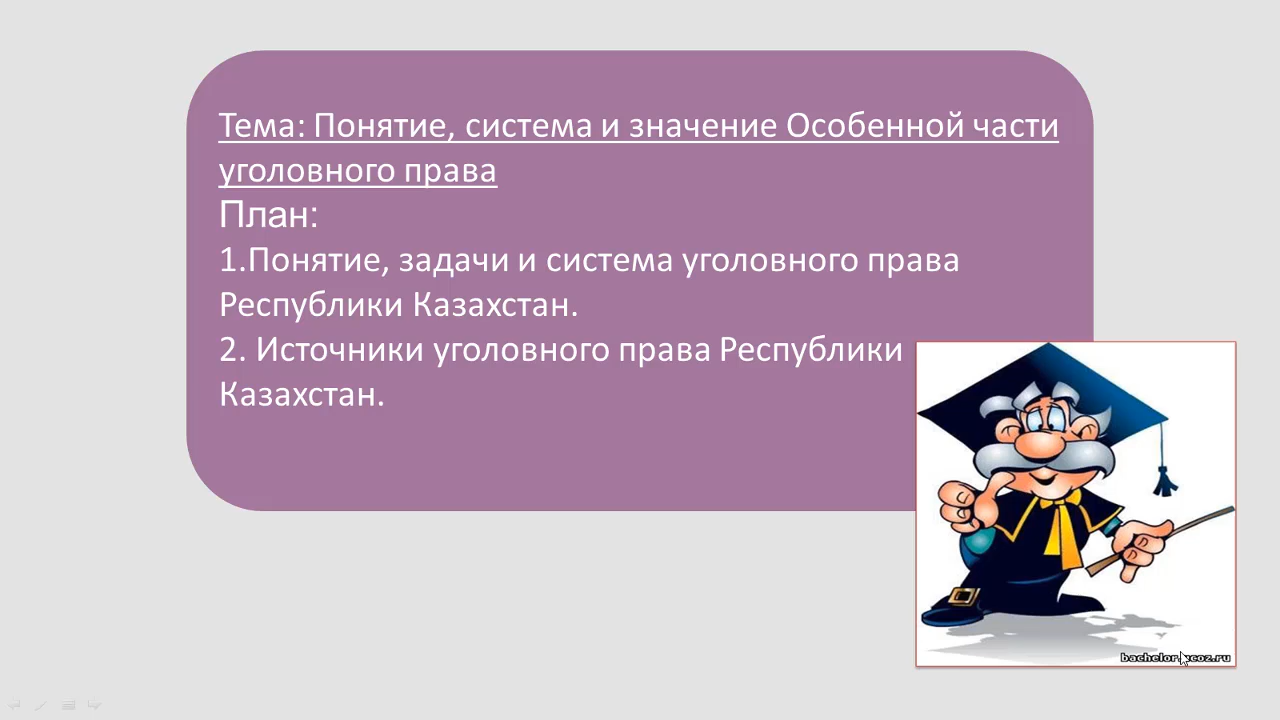 Тема: Понятие, система и значение Особенной части
уголовного права
План:
1.Понятие, задачи и система уголовного права
Республики Казахстан.
2. Источники уголовного права Республики
Казахстан.